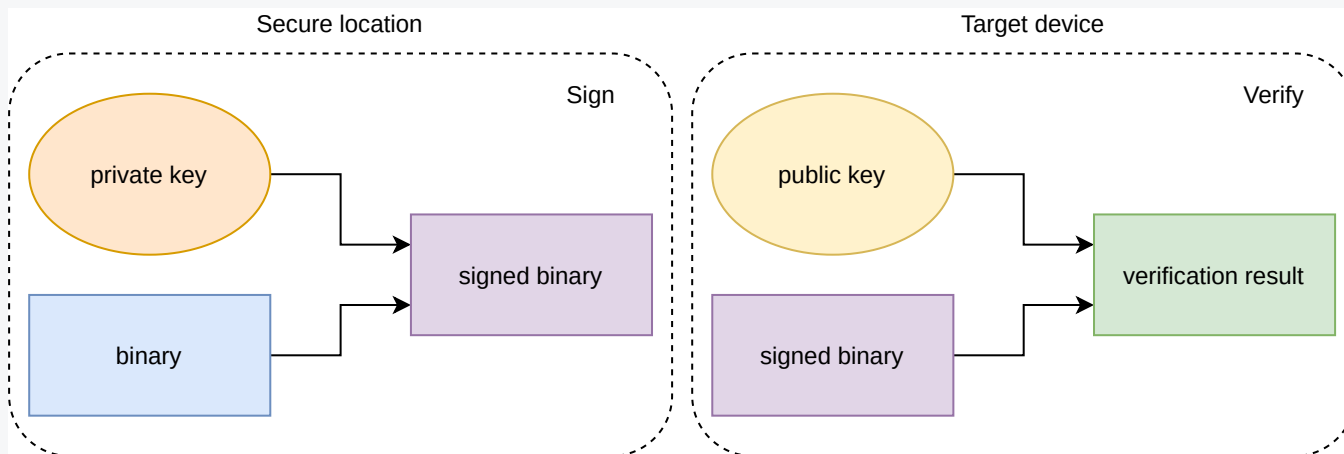 Secure location
Sign
private key
signed binary
binary
Target device
Verify
public key
verification result
signed binary